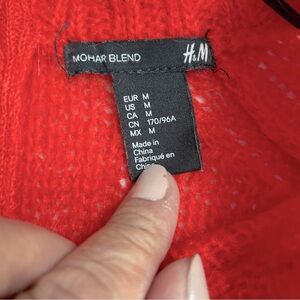 MOHAIR BLEND H&M
EUR M
US M
CA M
CN 170/96A
MX M
Made in
China
Fabriqué en
Chine